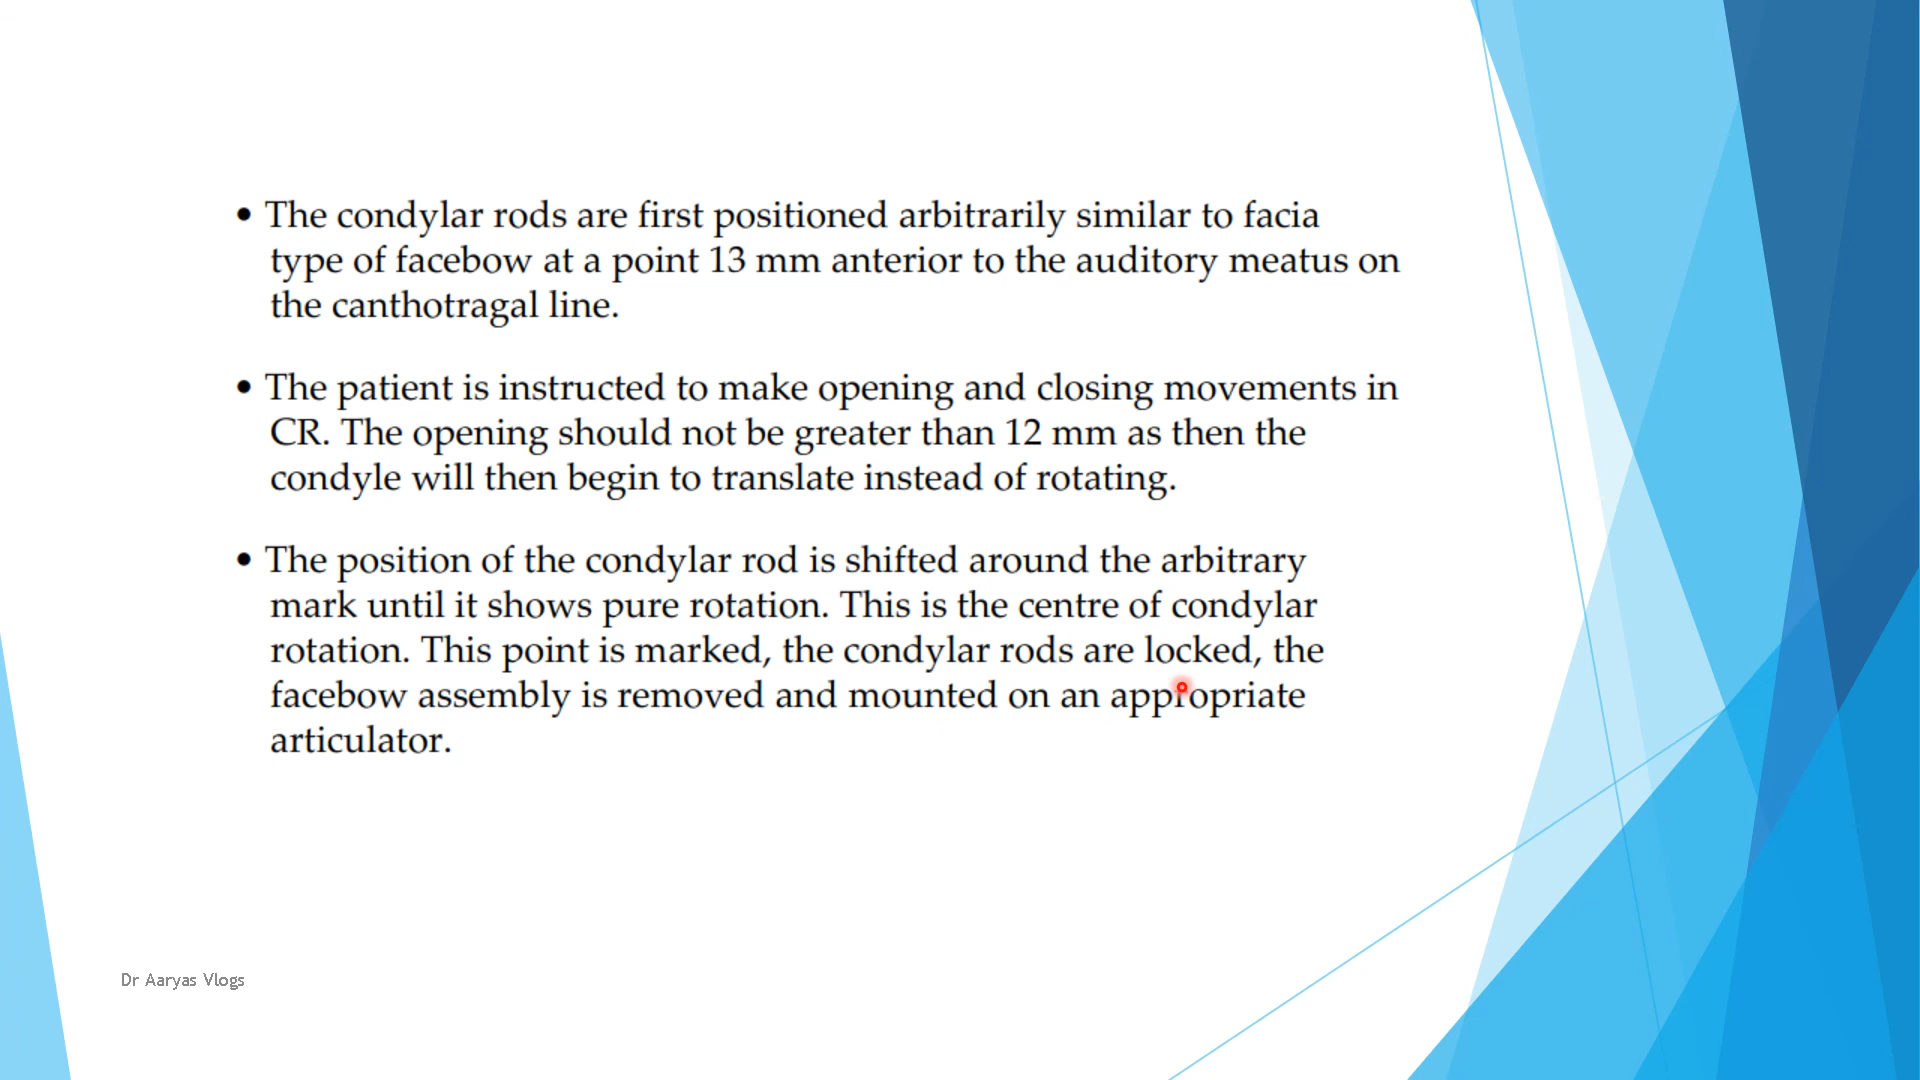 • The condylar rods are first positioned arbitrarily similar to facia
type of facebow at a point 13 mm anterior to the auditory meatus on
the canthotragal line.
• The patient is instructed to make opening and closing movements in
CR. The opening should not be greater than 12 mm as then the
condyle will then begin to translate instead of rotating.
• The position of the condylar rod is shifted around the arbitrary
mark until it shows pure rotation. This is the centre of condylar
rotation. This point is marked, the condylar rods are locked, the
facebow assembly is removed and mounted on an appropriate
articulator.
Dr Aaryas Vlogs